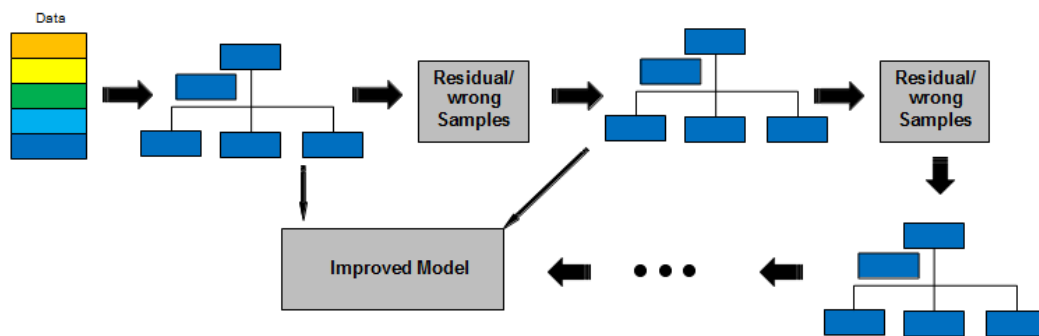 Data
Residual/
wrong
Samples
Residual/
wrong
Samples
Improved Model